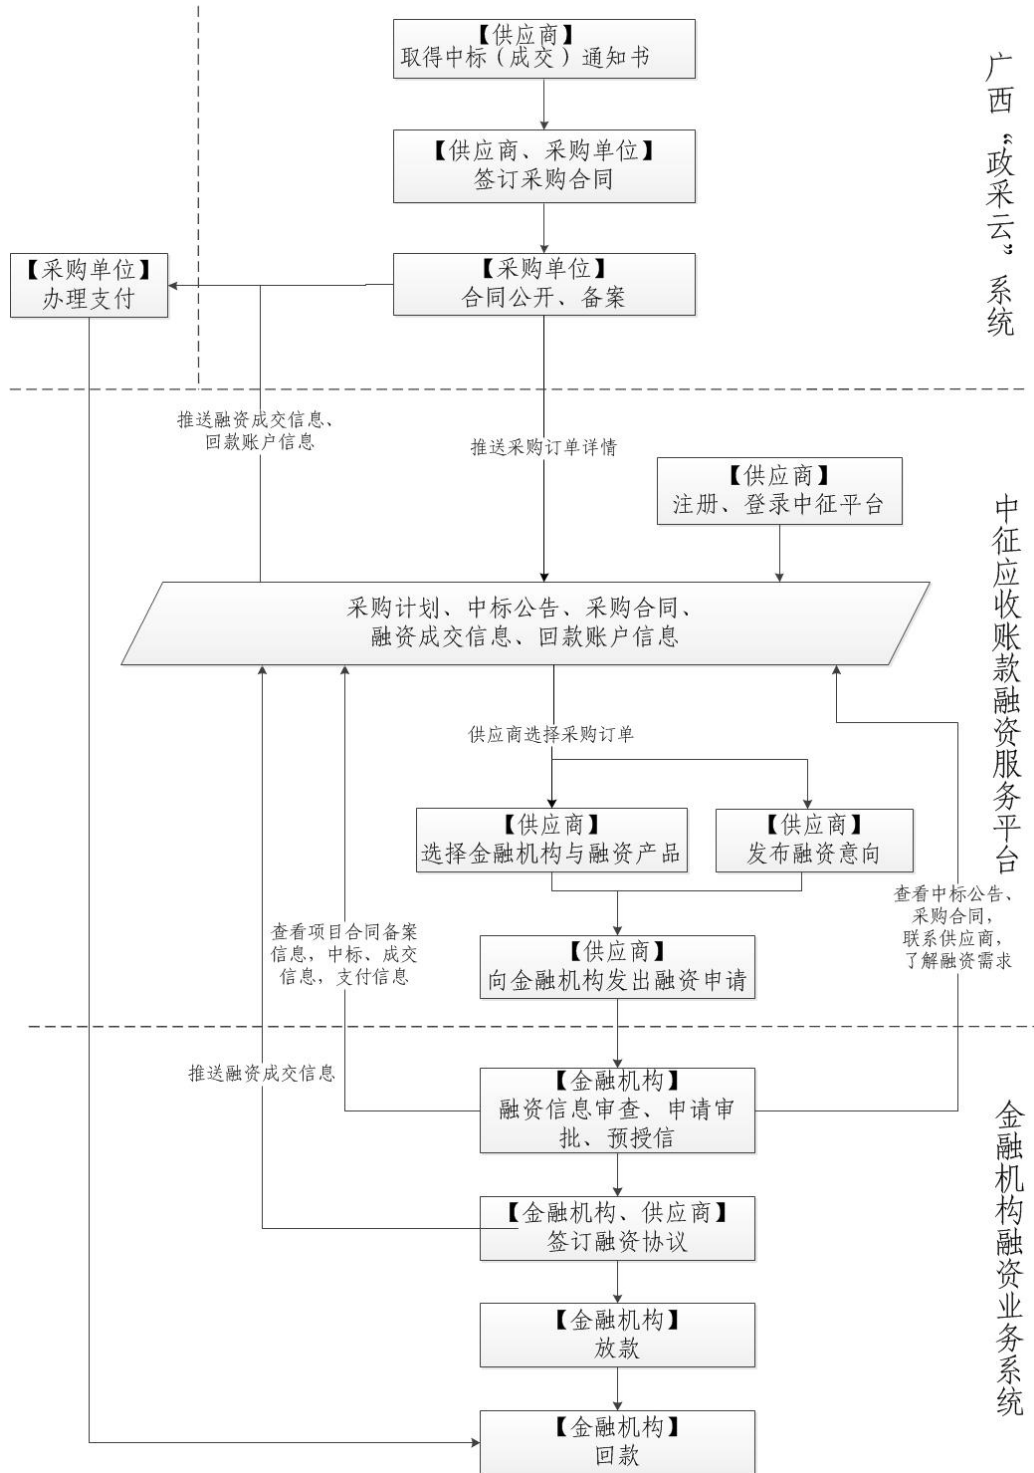 【供应商】
取得中标（成交）通知书
【供应商、采购单位】
签订采购合同
【采购单位】
合同公开、备案
【采购单位】
办理支付
广西“政采云”系统
推送融资成交信息、
回款账户信息
推送采购订单详情
【供应商】
注册、登录中征平台
采购计划、中标公告、采购合同、
融资成交信息、回款账户信息
供应商选择采购订单
【供应商】
选择金融机构与融资产品
【供应商】
发布融资意向
查看中标公告、
采购合同，
联系供应商，
了解融资需求
查看项目合同备案
信息，中标、成交
信息，支付信息
【供应商】
向金融机构发出融资申请
中征应收账款融资服务平台
推送融资成交信息
【金融机构】
融资信息审查、申请审
批、预授信
【金融机构、供应商】
签订融资协议
【金融机构】
放款
【金融机构】
回款
金融机构融资业务系统